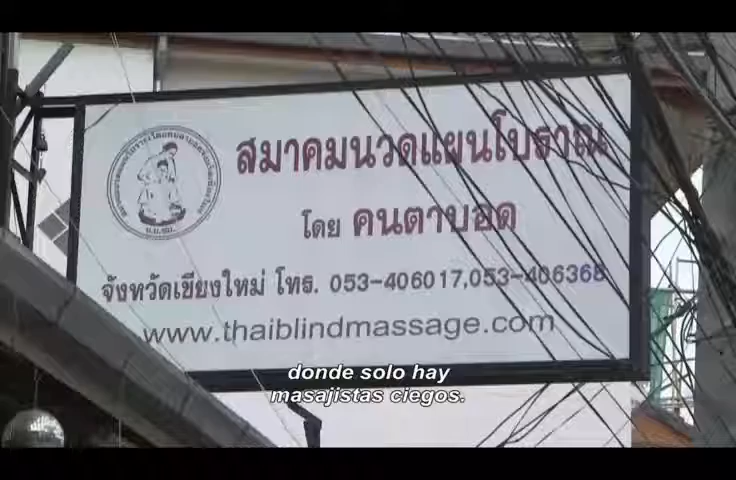 สมาคมนวดแผนโบราณ
โดย คนตาบอด
จังหวัดเชียงใหม่ โทร. 053-406017,053-406368
www.thaiblindmassage.com
donde solo hay
masajistas ciegos.